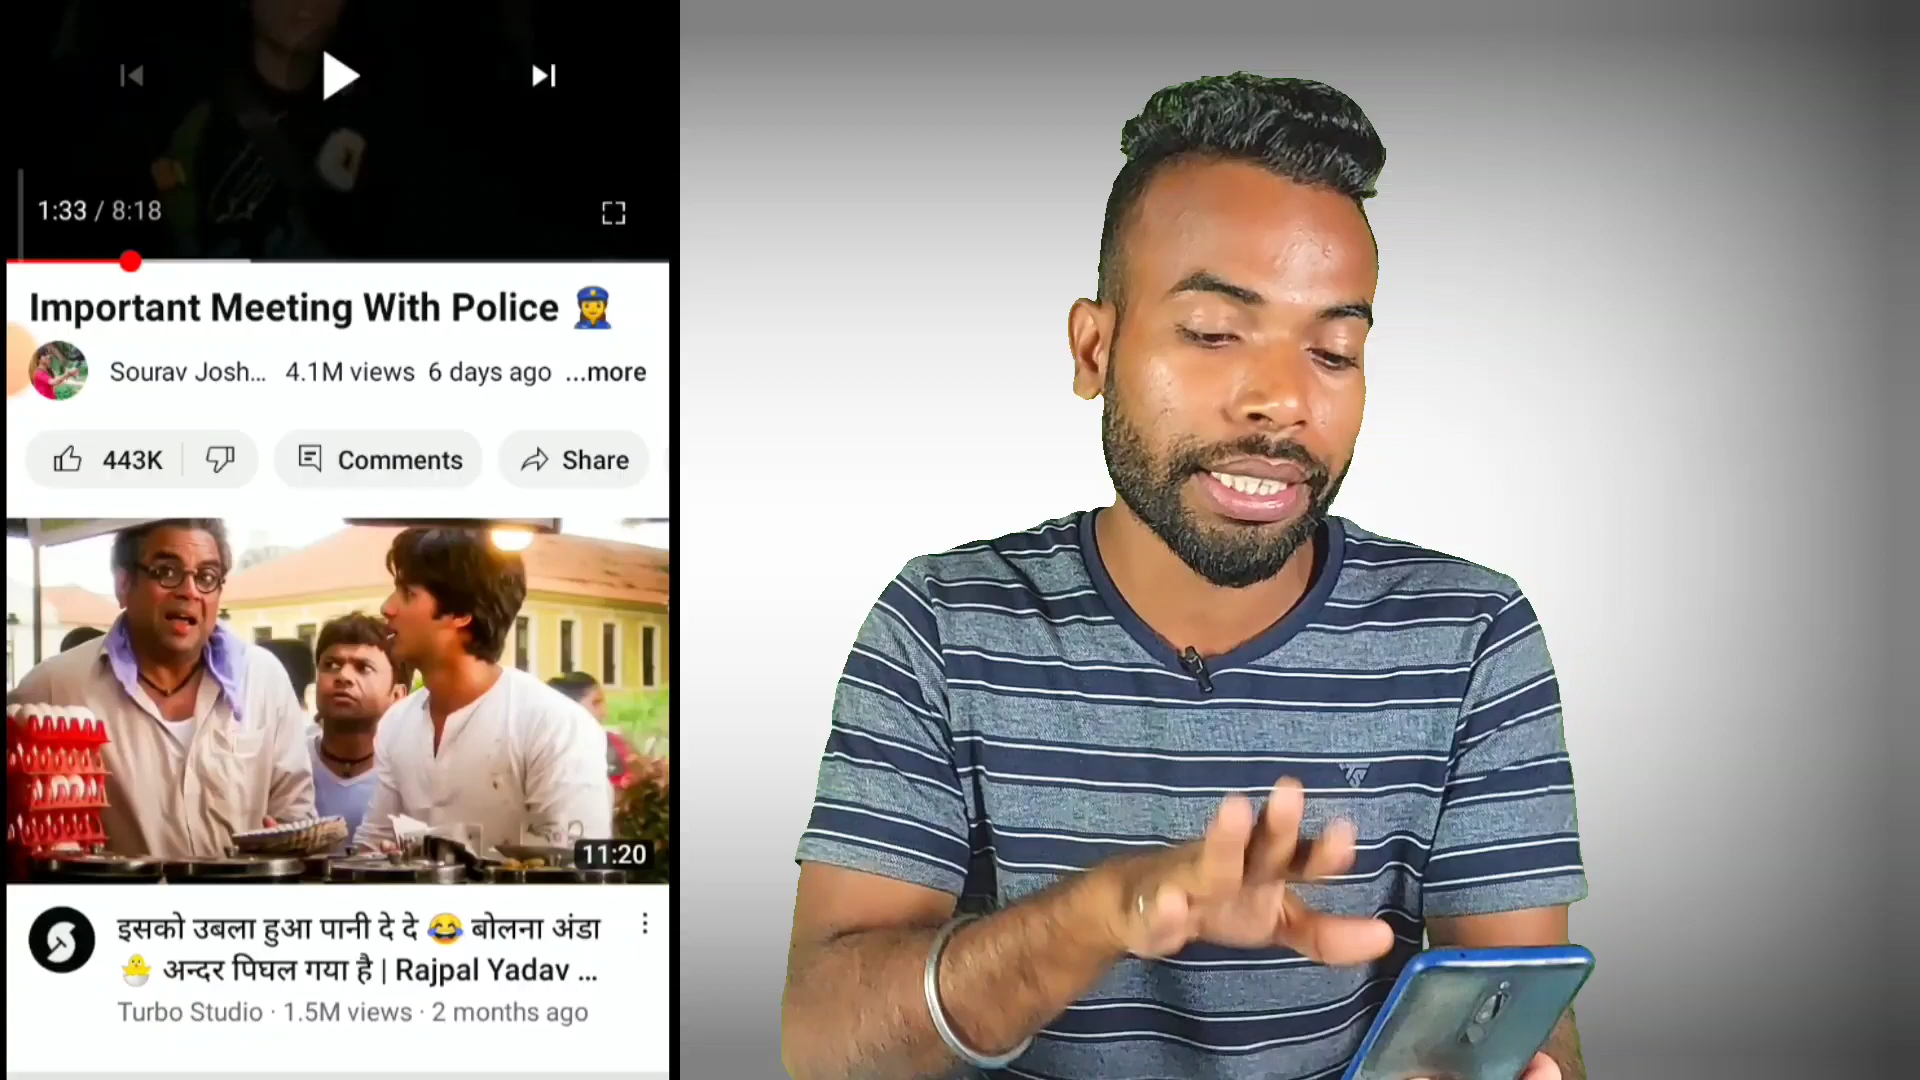 1:33 / 8:18
Important Meeting With Police 👮‍♀️
Sourav Josh... 4.1M views 6 days ago ...more
443K Comments Share
11:20
इसको उबला हुआ पानी दे दे 😂 बोलना अंडा
🐣 अन्दर पिघल गया है | Rajpal Yadav ...
Turbo Studio · 1.5M views · 2 months ago